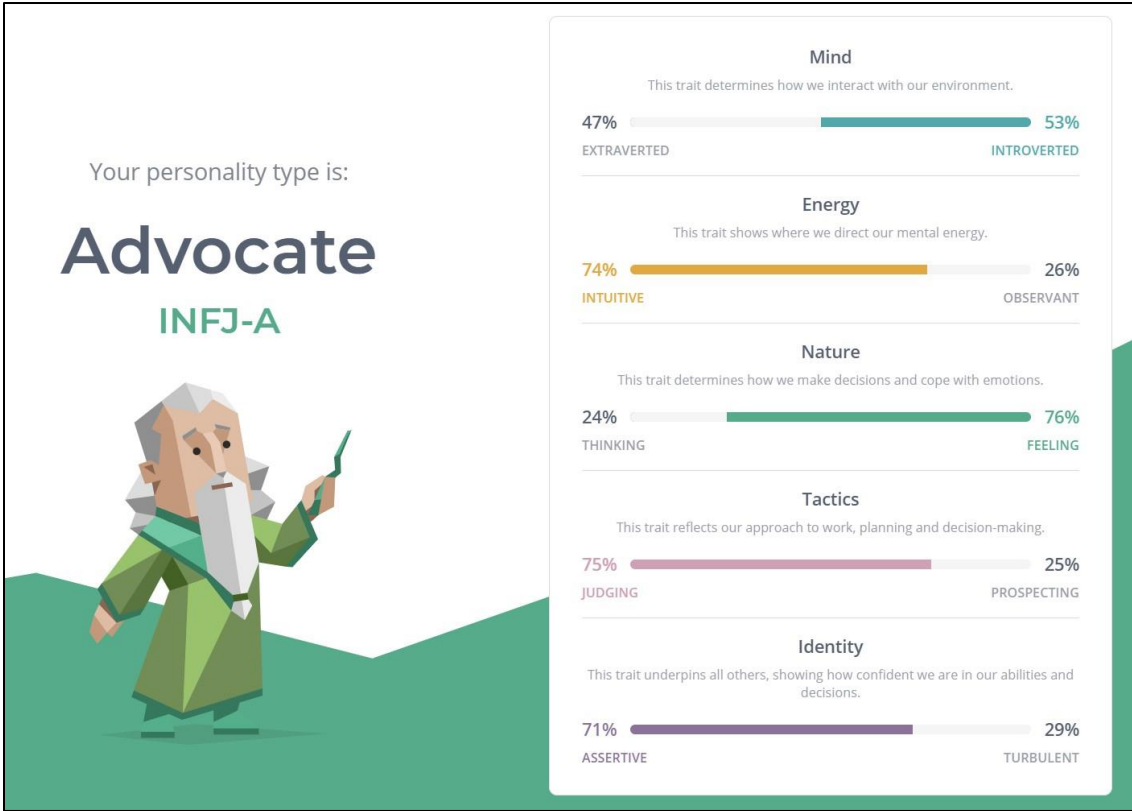 Your personality type is:
Advocate
INFJ-A
Mind
This trait determines how we interact with our environment.
47% 53%
EXTRAVERTED INTROVERTED
Energy
This trait shows where we direct our mental energy.
74% 26%
INTUITIVE OBSERVANT
Nature
This trait determines how we make decisions and cope with emotions.
24% 76%
THINKING FEELING
Tactics
This trait reflects our approach to work, planning and decision-making.
75% 25%
JUDGING PROSPECTING
Identity
This trait underpins all others, showing how confident we are in our abilities and
decisions.
71% 29%
ASSERTIVE TURBULENT